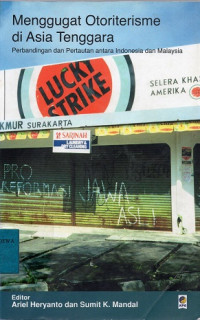 Menggugat Otoriterisme
di Asia Tenggara
Perbandingan dan Pertautan antara Indonesia dan Malaysia
LUCKY
STRIKE
SELERA KHAS
AMERIKA
KMUR SURAKARTA
SARINAH
PRO
REFORMASI
JAWA
ASLI
Editor
Ariel Heryanto dan Sumit K. Mandal